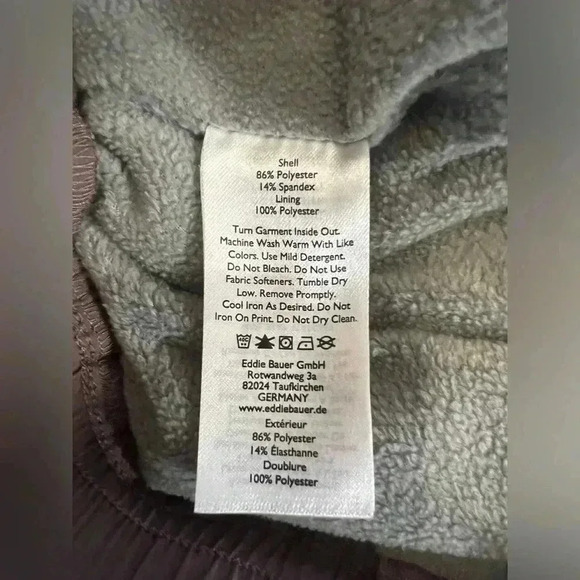 Shell
86% Polyester
14% Spandex
Lining
100% Polyester
Turn Garment Inside Out.
Machine Wash Warm With Like
Colors. Use Mild Detergent.
Do Not Bleach. Do Not Use
Fabric Softeners. Tumble Dry
Low. Remove Promptly.
Cool Iron As Desired. Do Not
Iron On Print. Do Not Dry Clean.
Eddie Bauer GmbH
Rotwandweg 3a
82024 Taufkirchen
GERMANY
www.eddiebauer.de
Extérieur
86% Polyester
14% Élasthanne
Doublure
100% Polyester